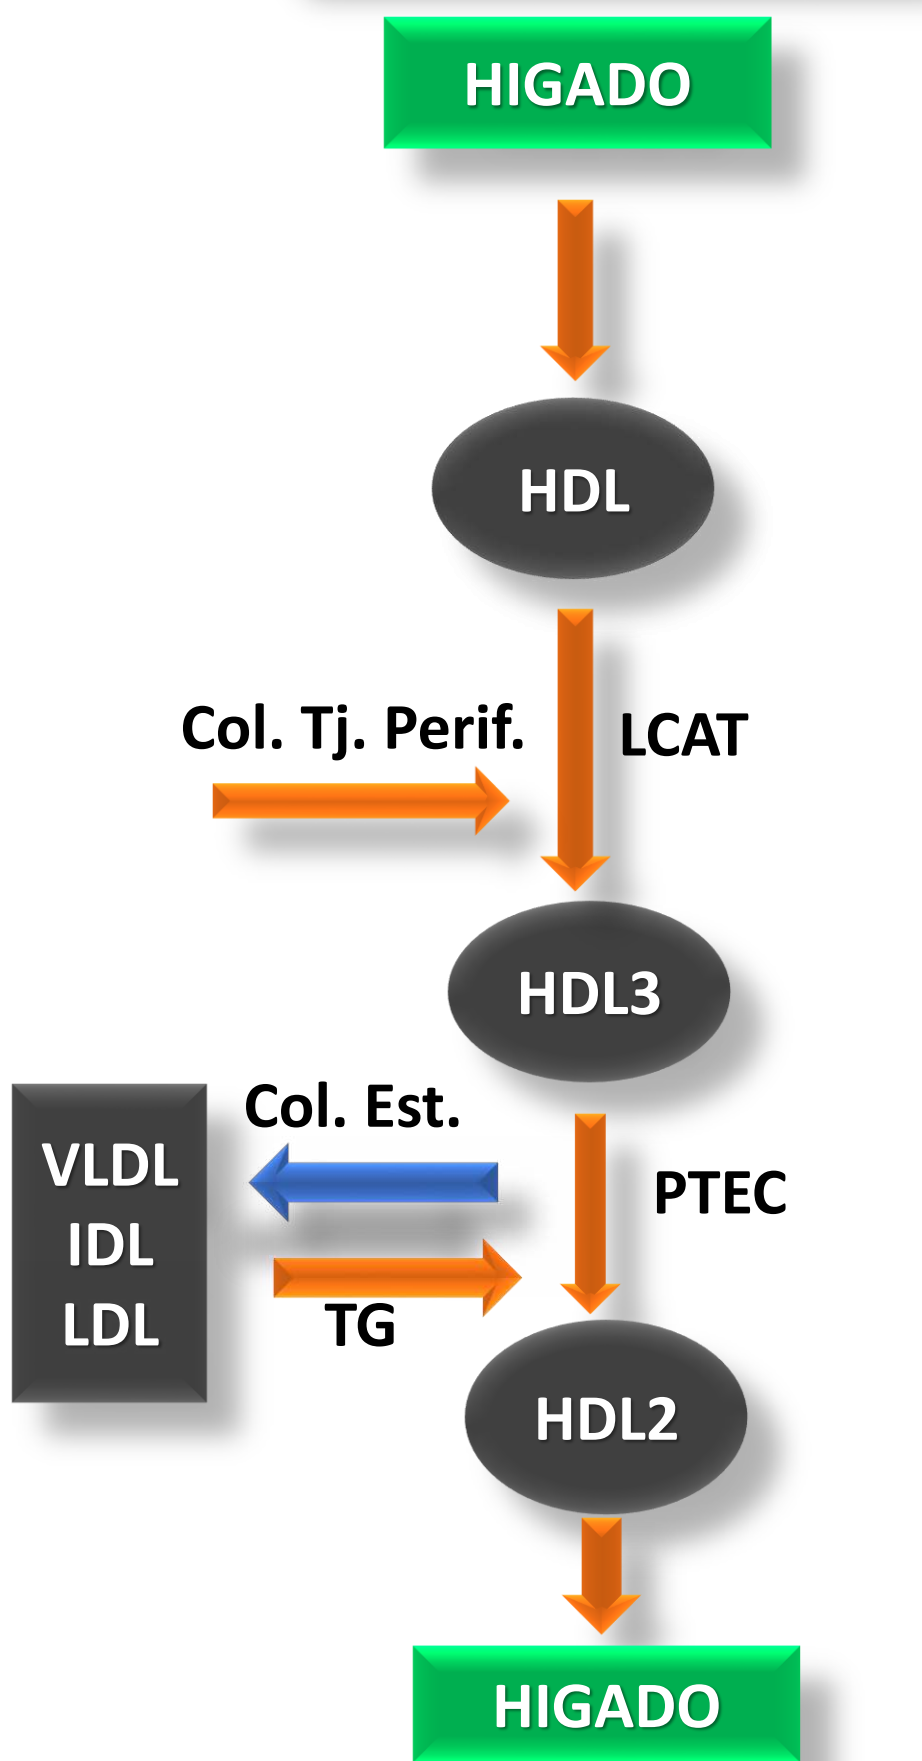 HIGADO
HDL
Col. Tj. Perif.
LCAT
HDL3
Col. Est.
VLDL
IDL
LDL
PTEC
TG
HDL2
HIGADO